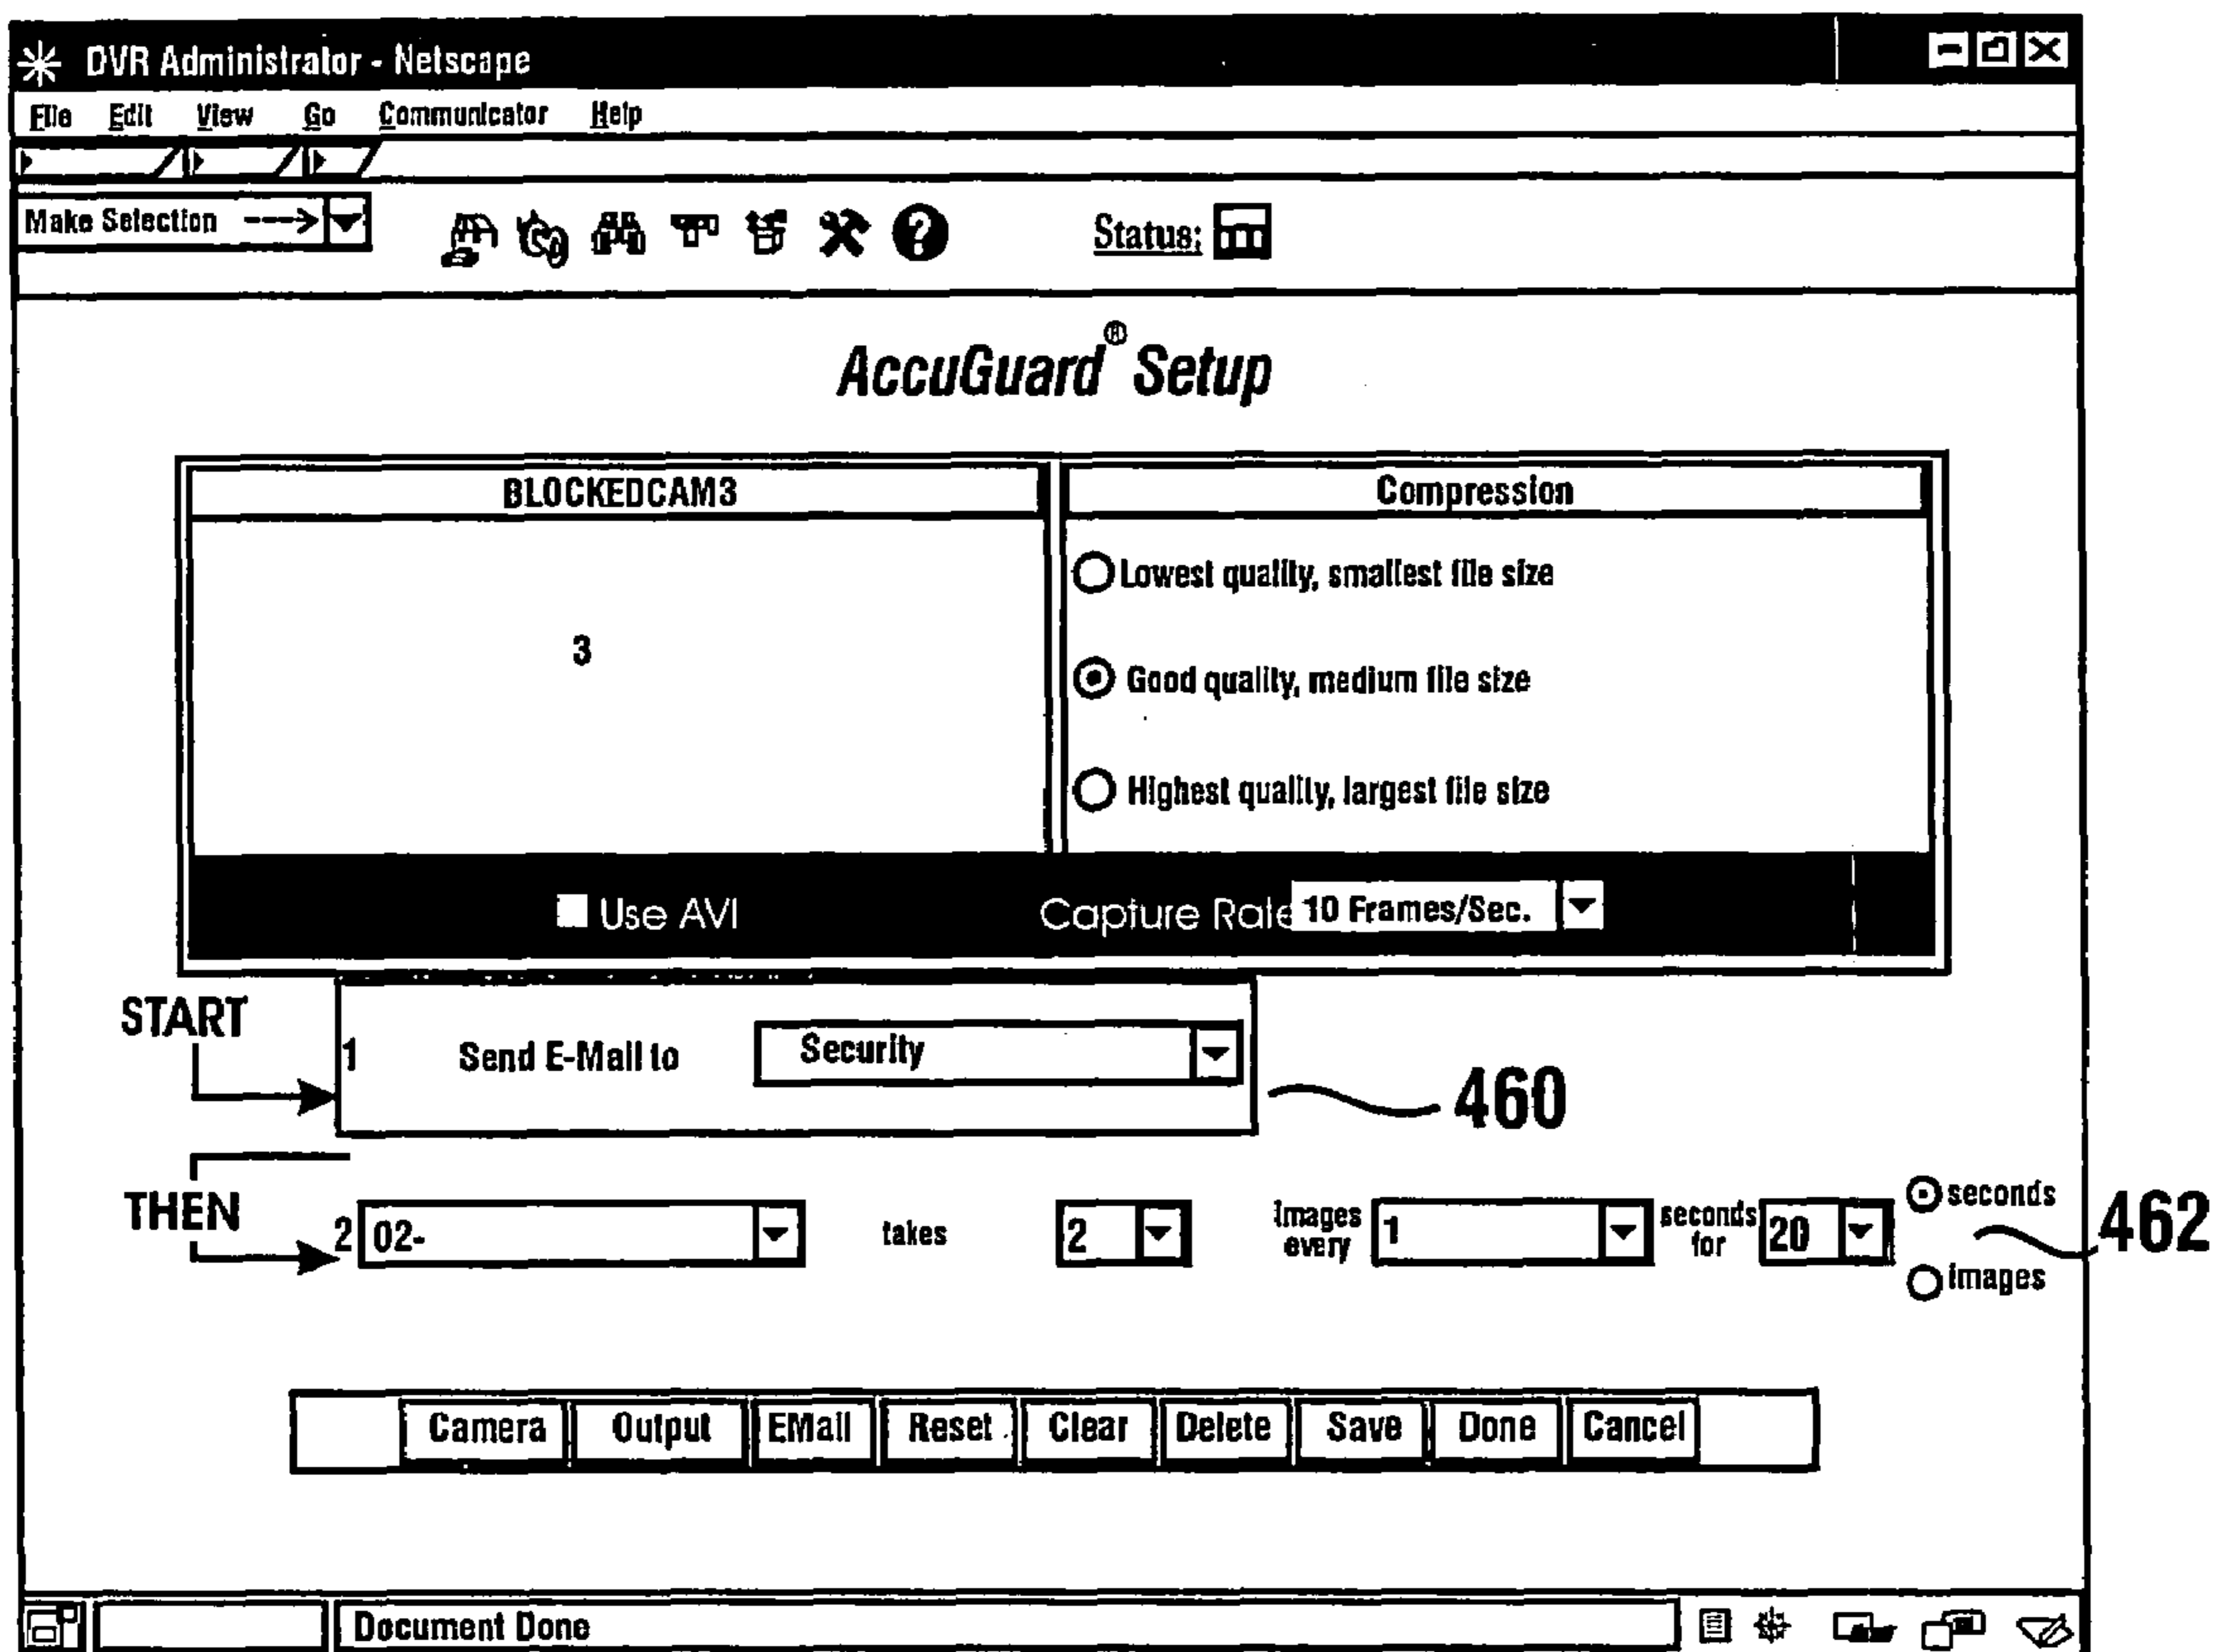 DVR Administrator - Netscape
File Edit View Go Communicator Help
Make Selection --->
Status:
AccuGuard® Setup
BLOCKEDCAM3 Compression
Lowest quality, smallest file size
3
Good quality, medium file size
Highest quality, largest file size
Use AVI Capture Rate 10 Frames/Sec.
START
1 Send E-Mail to Security
460
THEN
2 02- takes 2 Images every 1 seconds for 20 seconds
images
462
Camera Output EMail Reset Clear Delete Save Done Cancel
Document Done